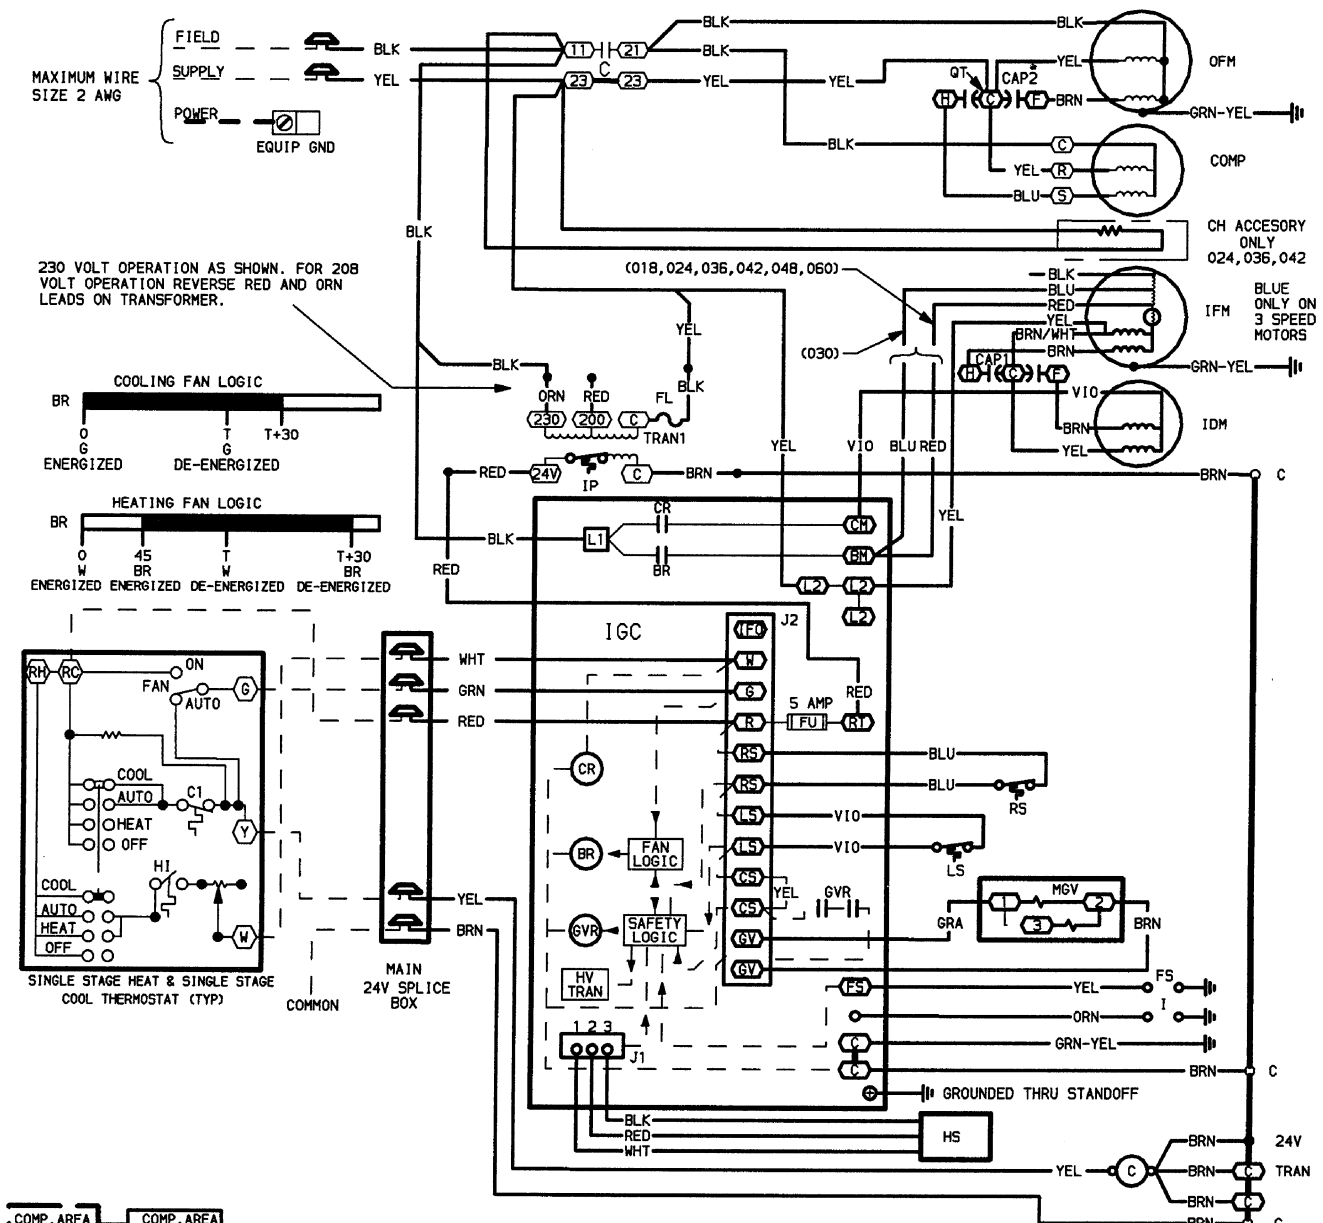 FIELD
SUPPLY
POWER
MAXIMUM WIRE
SIZE 2 AWG
EQUIP GND
BLK
YEL
11
21
C
23
23
BLK
BLK
YEL
YEL
BLK
BLK
YEL
QT
CAP2*
H
C
F
BRN
OFM
GRN-YEL
COMP
C
YEL
R
BLU
S
BLK
CH ACCESORY
ONLY
024,036,042
230 VOLT OPERATION AS SHOWN. FOR 208
VOLT OPERATION REVERSE RED AND ORN
LEADS ON TRANSFORMER.
(018,024,036,042,048,060)
(030)
BLK
BLU
RED
YEL
BRN/WHT
BRN
CAP1
H
C
F
IFM
BLUE
ONLY ON
3 SPEED
MOTORS
GRN-YEL
VIO
BRN
YEL
IDM
YEL
BLK
BLK
ORN
RED
FL
230
200
C
TRAN1
24V
IP
C
RED
BRN
BRN
C
YEL
VIO
BLU
RED
YEL
COOLING FAN LOGIC
BR
0
G
ENERGIZED
T
G
DE-ENERGIZED
T+30
HEATING FAN LOGIC
BR
0
W
ENERGIZED
45
BR
ENERGIZED
T
W
DE-ENERGIZED
T+30
BR
DE-ENERGIZED
BLK
RED
L1
CR
BR
CM
BM
L2
L2
L2
IGC
J2
IFO
W
G
R
RS
RS
LS
LS
CS
CS
GV
GV
5 AMP
FU
RT
RED
WHT
GRN
RED
RH
RC
ON
FAN
AUTO
G
COOL
AUTO
HEAT
OFF
C1
Y
H1
COOL
AUTO
HEAT
OFF
W
SINGLE STAGE HEAT & SINGLE STAGE
COOL THERMOSTAT (TYP)
COMMON
MAIN
24V SPLICE
BOX
YEL
BRN
CR
BR
GVR
FAN
LOGIC
SAFETY
LOGIC
HV
TRAN
BLU
BLU
RS
VIO
VIO
LS
YEL
GVR
GRA
MGV
1
2
3
BRN
FS
YEL
FS
I
ORN
C
GRN-YEL
C
BRN
C
1 2 3
J1
GROUNDED THRU STANDOFF
BLK
RED
WHT
HS
YEL
C
BRN
BRN
BRN
BRN
24V
C
TRAN
C
C
COMP.AREA
COMP.AREA